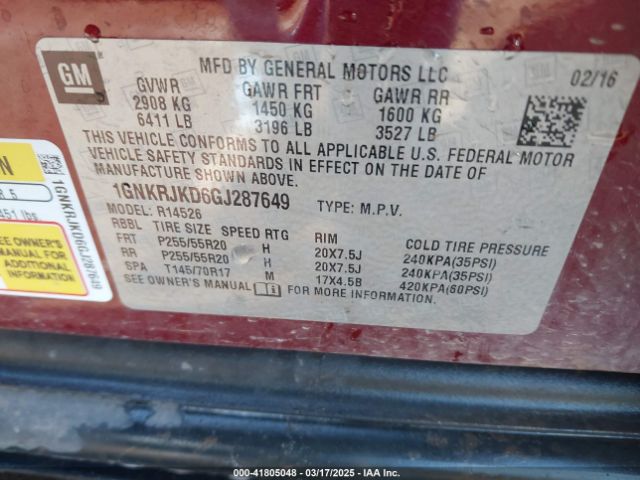 GM
MFD BY GENERAL MOTORS LLC
02/16
GVWR GAWR FRT GAWR RR
2908 KG 1450 KG 1600 KG
6411 LB 3196 LB 3527 LB
THIS VEHICLE CONFORMS TO ALL APPLICABLE U.S. FEDERAL MOTOR
VEHICLE SAFETY STANDARDS IN EFFECT ON THE DATE OF
MANUFACTURE SHOWN ABOVE.
1GNKRJKD6GJ287649 TYPE: M.P.V.
MODEL: R14526
RBBL TIRE SIZE SPEED RTG RIM COLD TIRE PRESSURE
FRT P255/55R20 H 20X7.5J 240KPA(35PSI)
RR P255/55R20 H 20X7.5J 240KPA(35PSI)
SPA T145/70R17 M 17X4.5B 420KPA(60PSI)
SEE OWNER'S MANUAL FOR MORE INFORMATION.
N
R 5
451 lbs
SEE OWNER'S
MANUAL FOR
ADDITIONAL
INFORMATION
1GNKRJKD6GJ287649
000-41805048 - 03/17/2025 - IAA Inc.